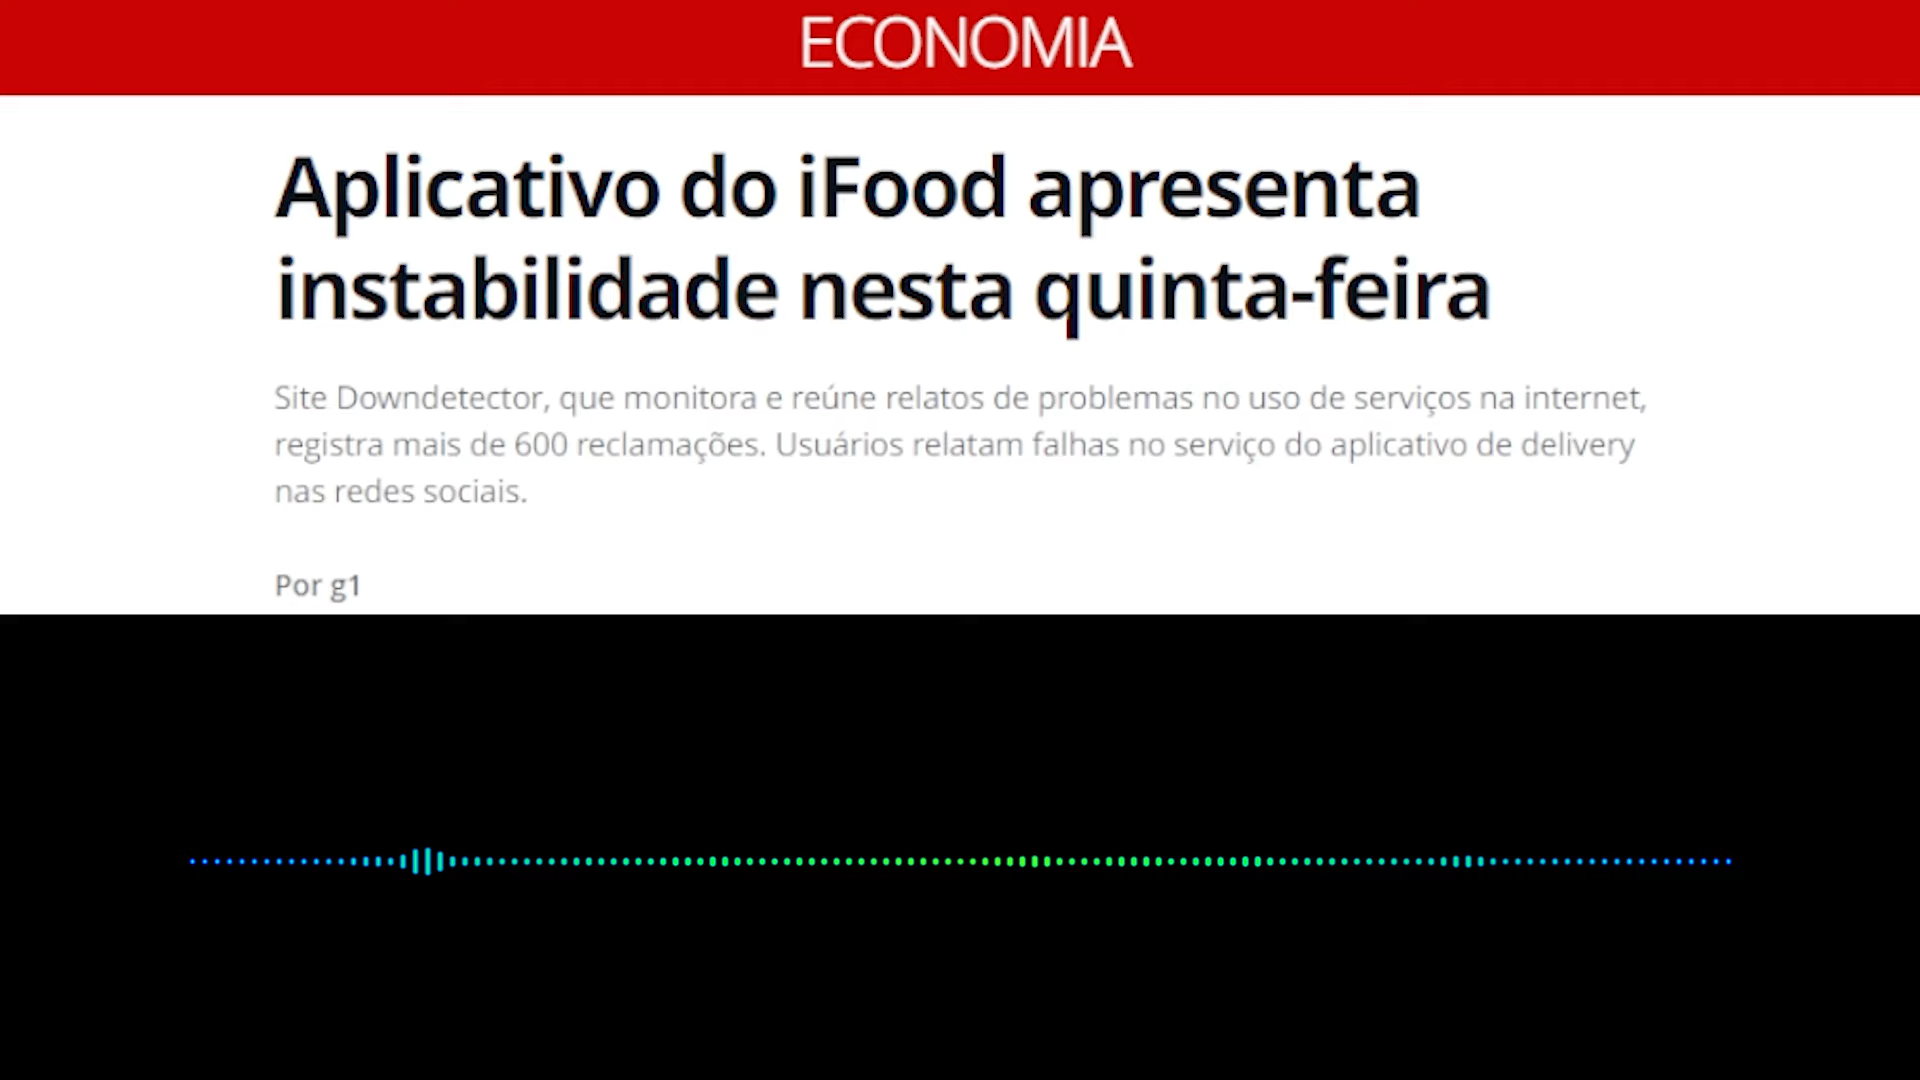 ECONOMIA
Aplicativo do iFood apresenta
instabilidade nesta quinta-feira
Site Downdetector, que monitora e reúne relatos de problemas no uso de serviços na internet,
registra mais de 600 reclamações. Usuários relatam falhas no serviço do aplicativo de delivery
nas redes sociais.
Por g1